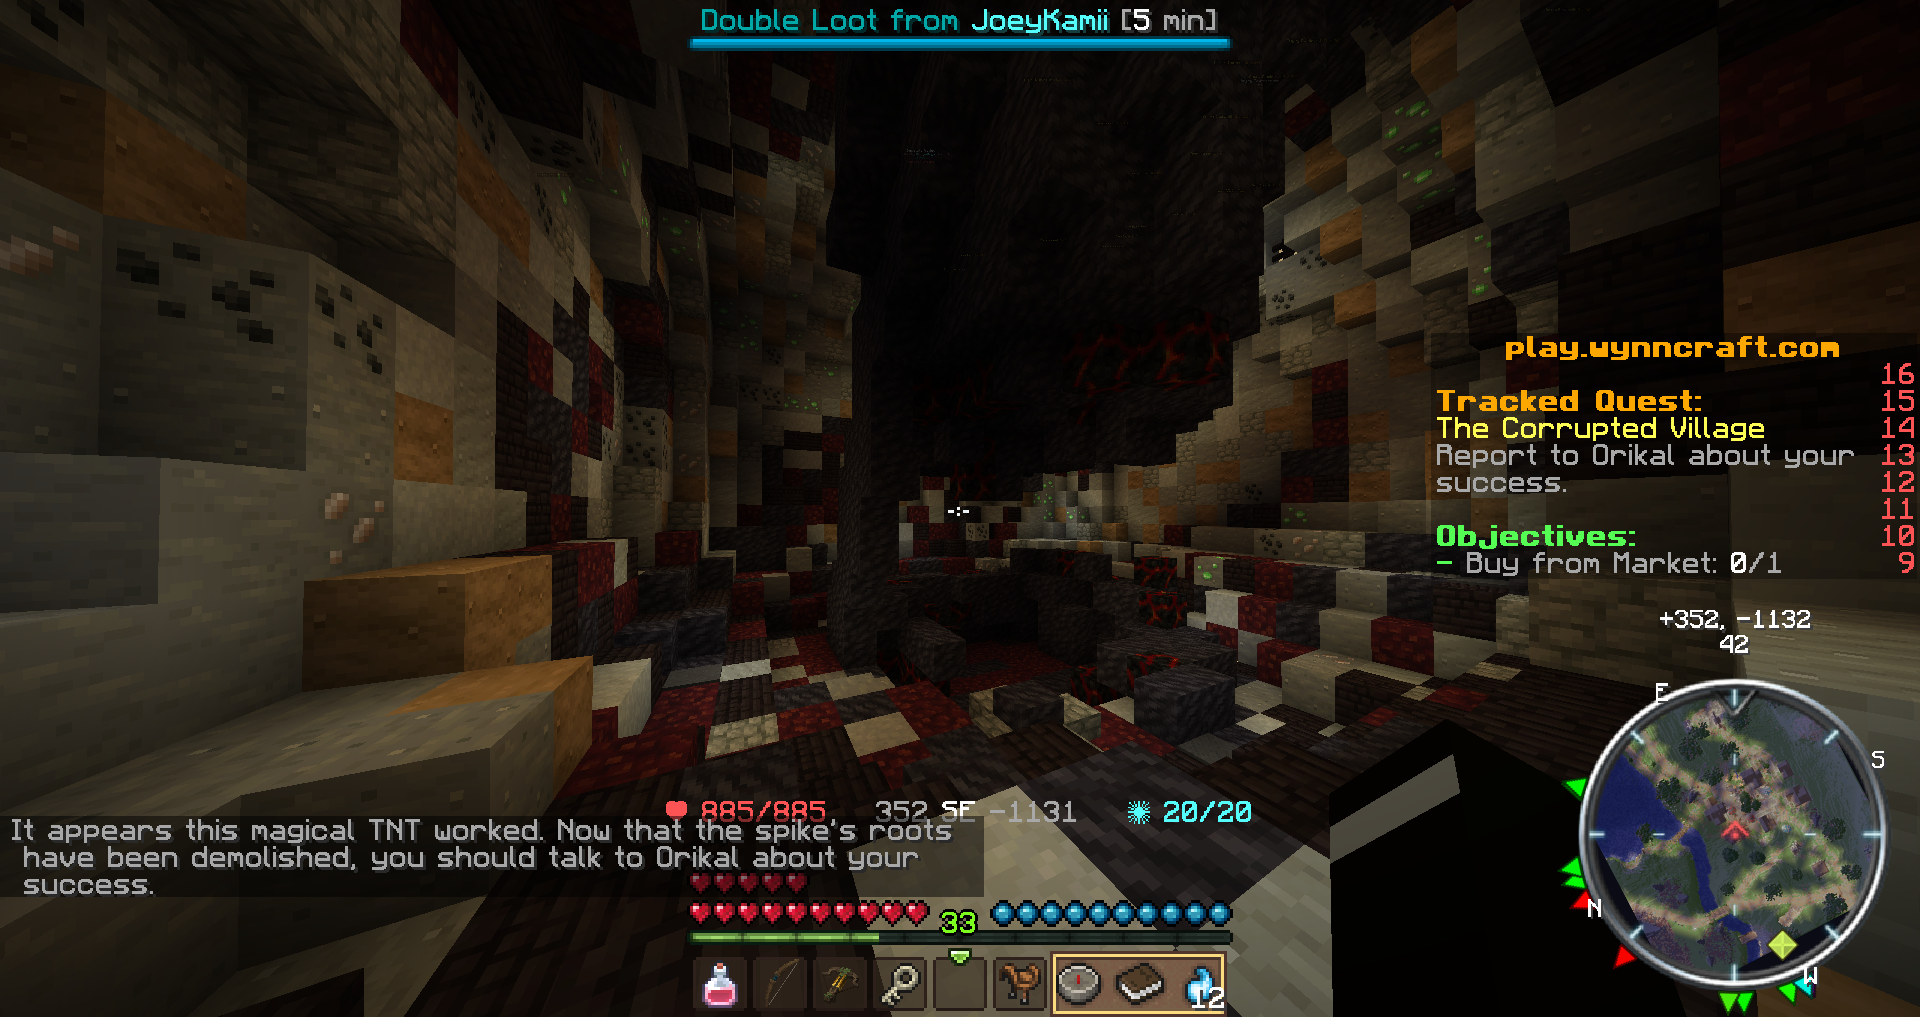 Double Loot from JoeyKamii [5 min]
play.wynncraft.com
16
Tracked Quest: 15
The Corrupted Village 14
Report to Orikal about your 13
success. 12
11
Objectives: 10
- Buy from Market: 0/1 9
+352, -1132
42
E
S
N
W
885/885 352 SE -1131 20/20
It appears this magical TNT worked. Now that the spike's roots
have been demolished, you should talk to Orikal about your
success.
33
12